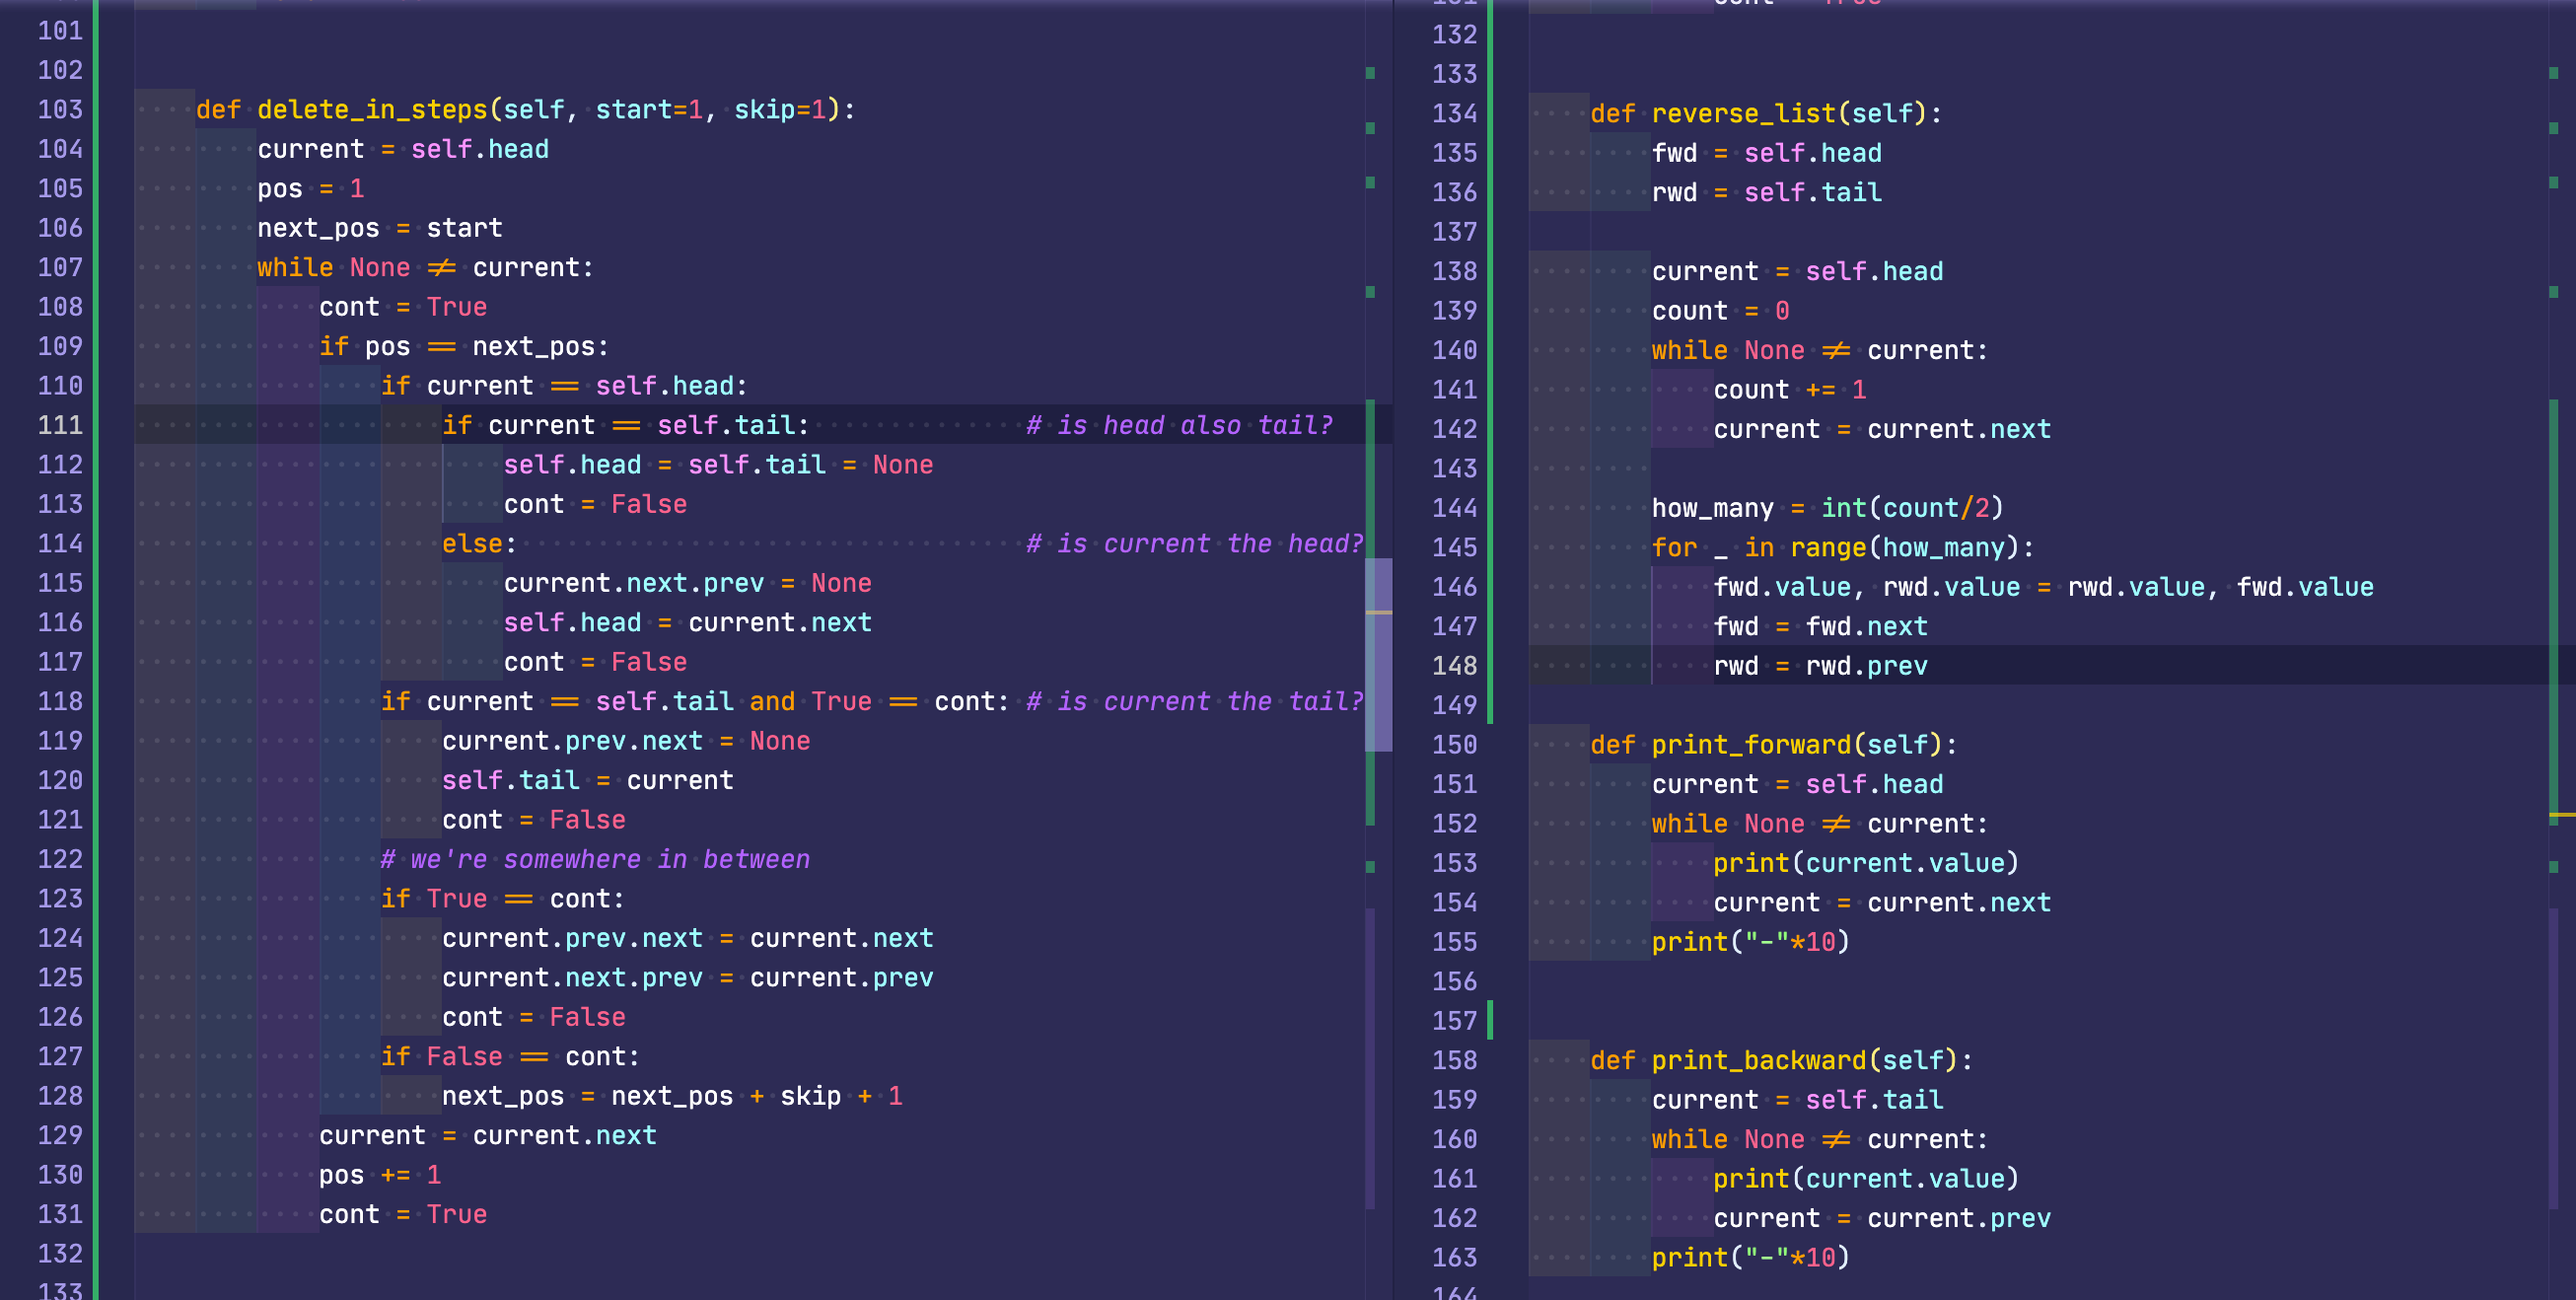 101
102
103 def delete_in_steps(self, start=1, skip=1):
104 current = self.head
105 pos = 1
106 next_pos = start
107 while None != current:
108 cont = True
109 if pos == next_pos:
110 if current == self.head:
111 if current == self.tail: # is head also tail?
112 self.head = self.tail = None
113 cont = False
114 else: # is current the head?
115 current.next.prev = None
116 self.head = current.next
117 cont = False
118 if current == self.tail and True == cont: # is current the tail?
119 current.prev.next = None
120 self.tail = current
121 cont = False
122 # we're somewhere in between
123 if True == cont:
124 current.prev.next = current.next
125 current.next.prev = current.prev
126 cont = False
127 if False == cont:
128 next_pos = next_pos + skip + 1
129 current = current.next
130 pos += 1
131 cont = True
132
133
132
133
134 def reverse_list(self):
135 fwd = self.head
136 rwd = self.tail
137
138 current = self.head
139 count = 0
140 while None != current:
141 count += 1
142 current = current.next
143
144 how_many = int(count/2)
145 for _ in range(how_many):
146 fwd.value, rwd.value = rwd.value, fwd.value
147 fwd = fwd.next
148 rwd = rwd.prev
149
150 def print_forward(self):
151 current = self.head
152 while None != current:
153 print(current.value)
154 current = current.next
155 print("-"*10)
156
157
158 def print_backward(self):
159 current = self.tail
160 while None != current:
161 print(current.value)
162 current = current.prev
163 print("-"*10)
164